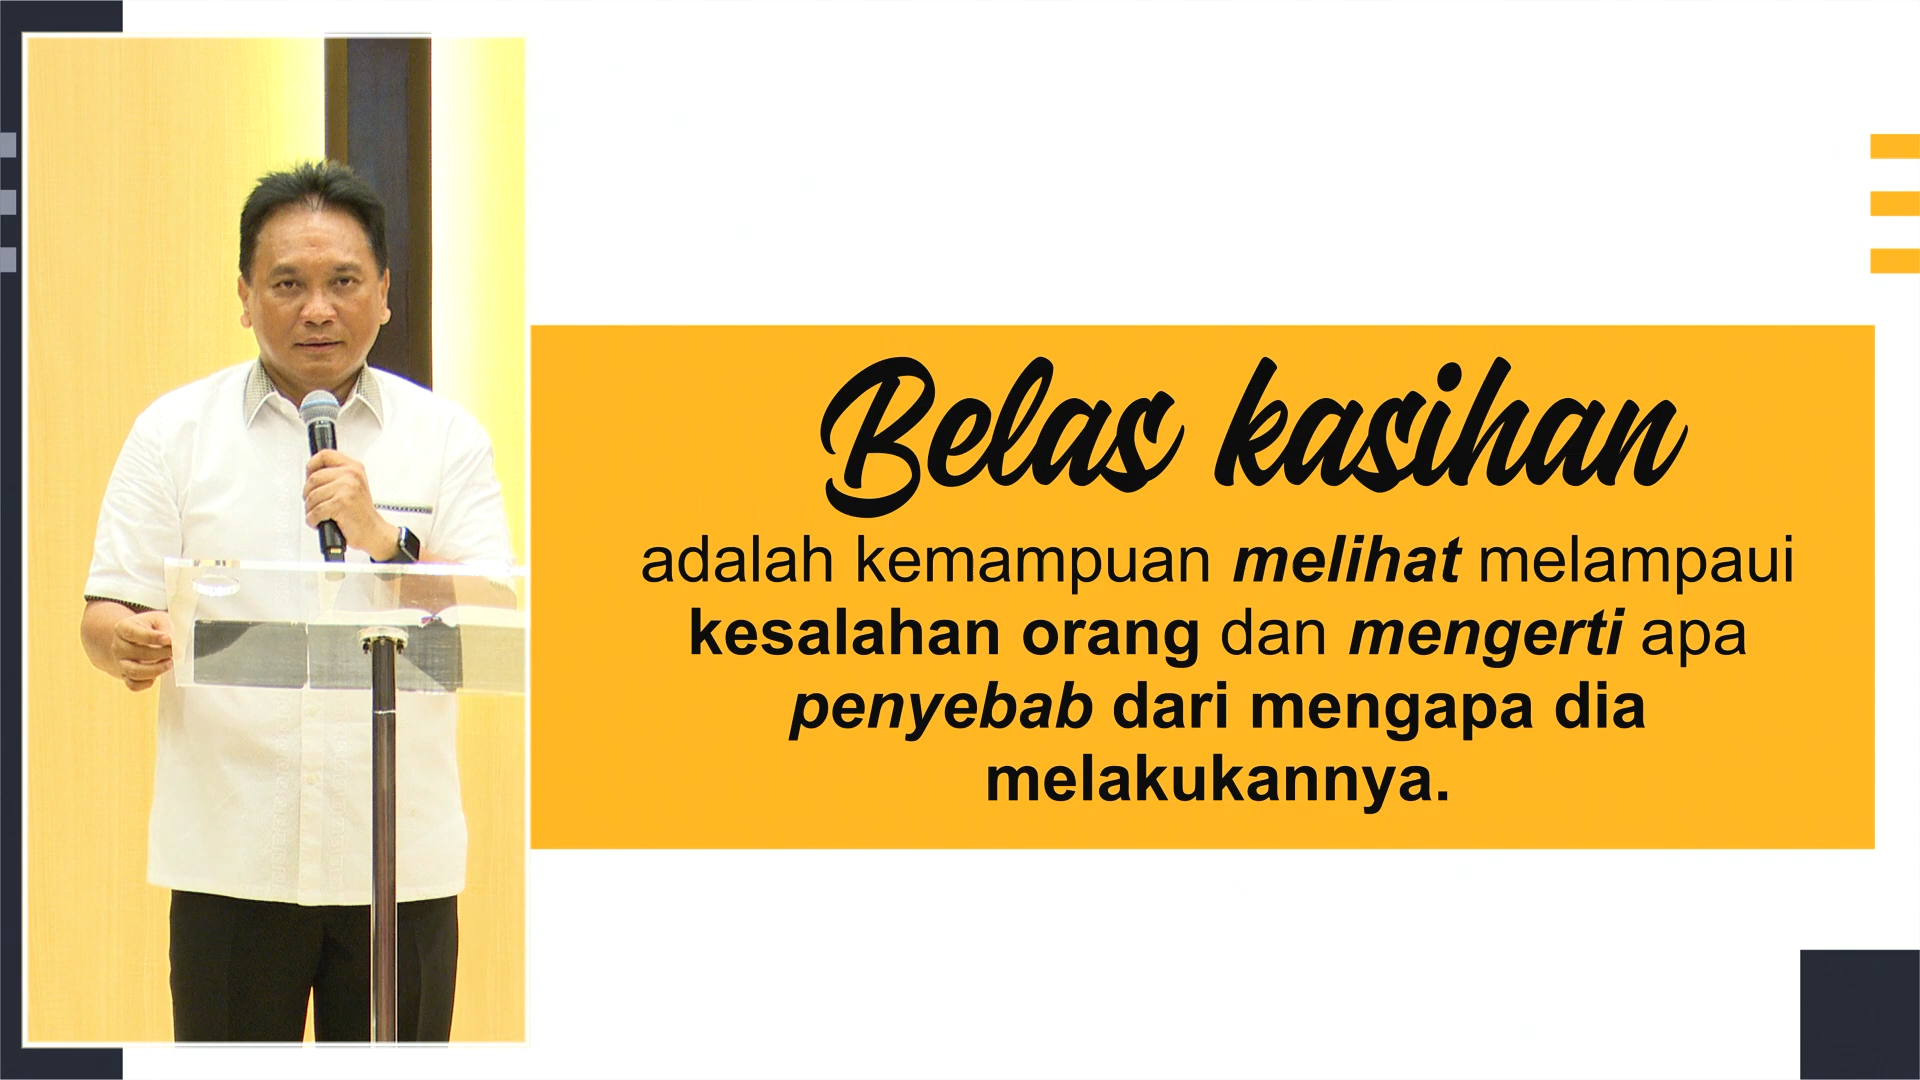 Belas kasihan
adalah kemampuan melihat melampaui
kesalahan orang dan mengerti apa
penyebab dari mengapa dia
melakukannya.